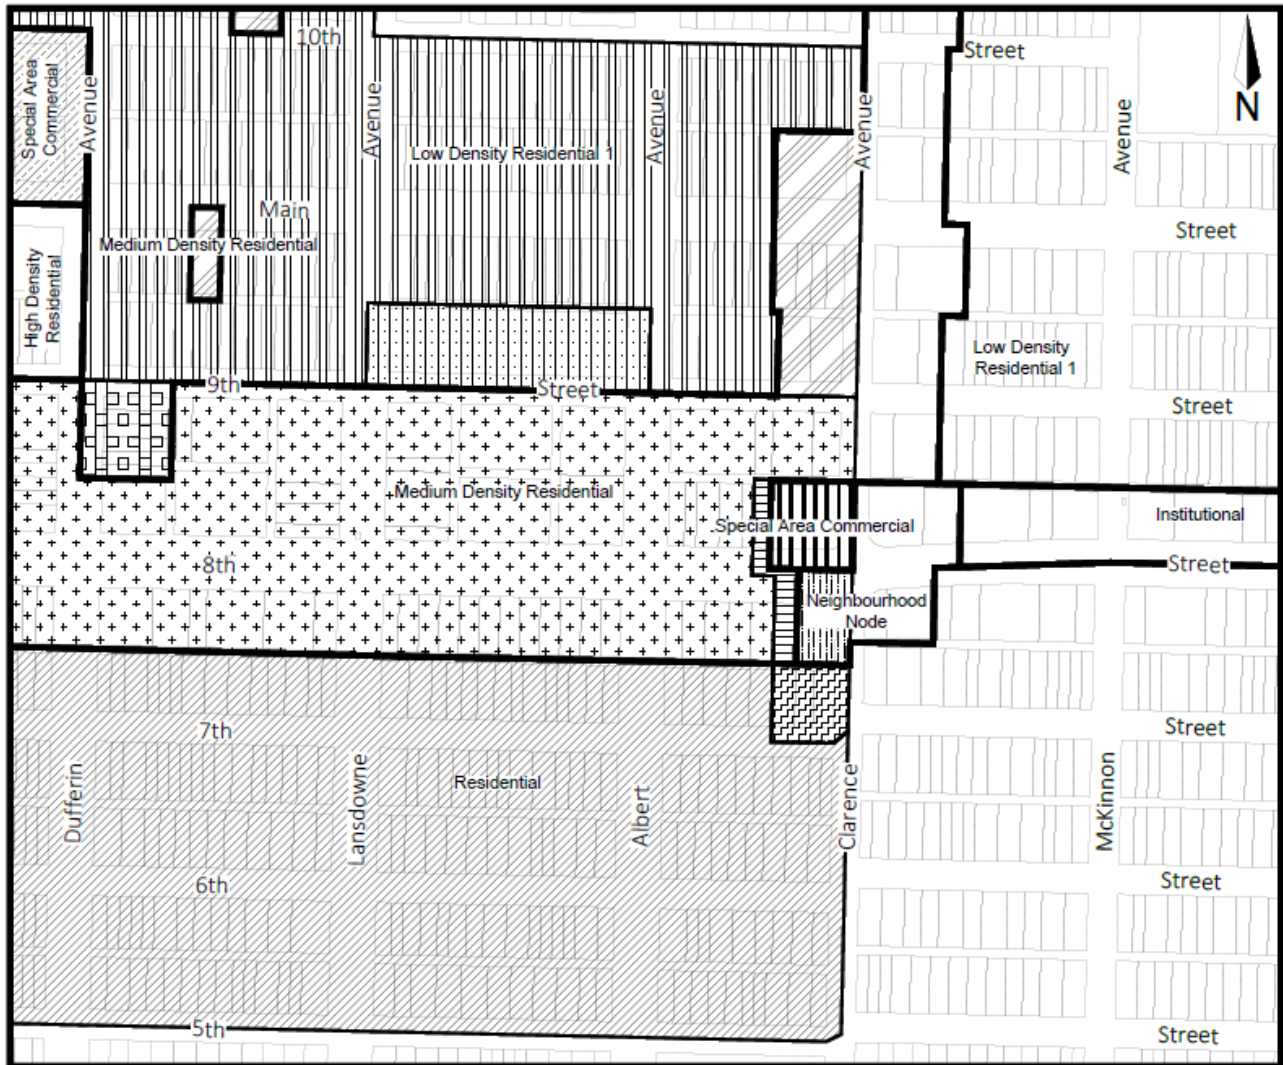 10th
Street
N
Special Area
Commercial
Avenue
Avenue
Avenue
Avenue
Avenue
Low Density Residential 1
Main
Street
Medium Density Residential
High Density
Residential
Low Density
Residential 1
9th
Street
Street
Medium Density Residential
Special Area Commercial
Institutional
8th
Street
Neighbourhood
Node
7th
Street
Residential
Dufferin
Lansdowne
Albert
Clarence
McKinnon
6th
Street
5th
Street